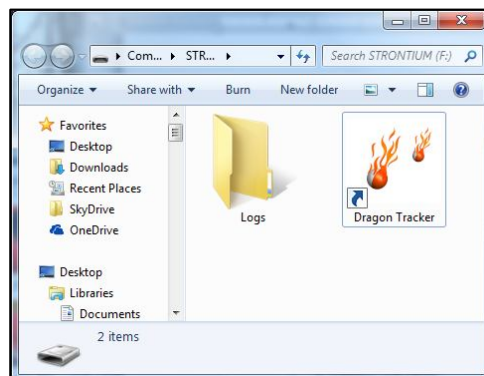 Com... STR...
Search STRONTIUM (F:)
Organize Share with Burn New folder
Favorites
Desktop
Downloads
Recent Places
SkyDrive
OneDrive
Desktop
Libraries
Documents
Logs
Dragon Tracker
2 items